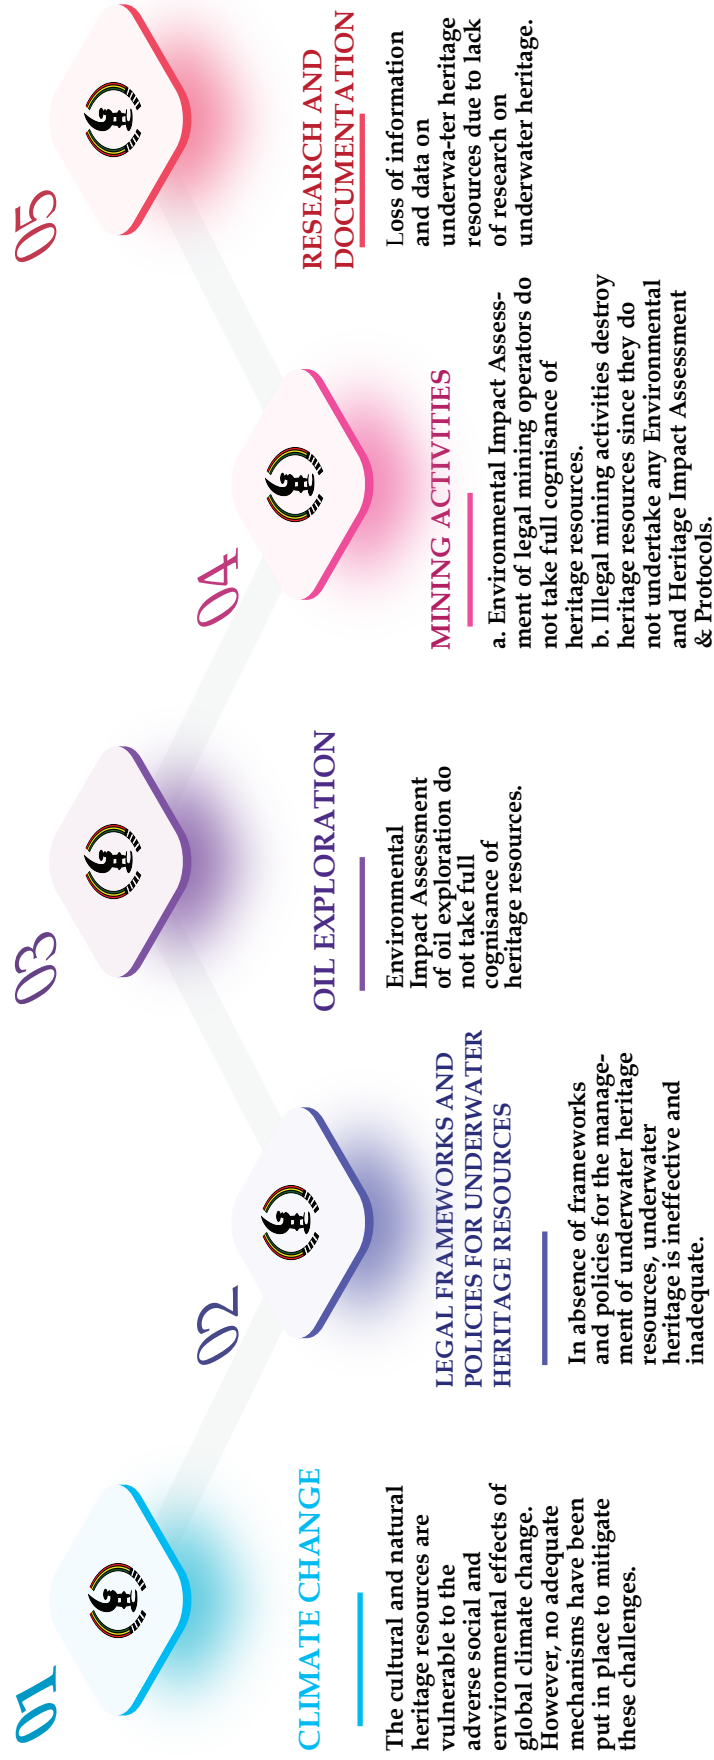 01
CLIMATE CHANGE
The cultural and natural
heritage resources are
vulnerable to the
adverse social and
environmental effects of
global climate change.
However, no adequate
mechanisms have been
put in place to mitigate
these challenges.
02
LEGAL FRAMEWORKS AND
POLICIES FOR UNDERWATER
HERITAGE RESOURCES
In absence of frameworks
and policies for the manage-
ment of underwater heritage
resources, underwater
heritage is ineffective and
inadequate.
03
OIL EXPLORATION
Environmental
Impact Assessment
of oil exploration do
not take full
cognisance of
heritage resources.
04
MINING ACTIVITIES
a. Environmental Impact Assess-
ment of legal mining operators do
not take full cognisance of
heritage resources.
b. Illegal mining activities destroy
heritage resources since they do
not undertake any Environmental
and Heritage Impact Assessment
& Protocols.
05
RESEARCH AND
DOCUMENTATION
Loss of information
and data on
underwa-ter heritage
resources due to lack
of research on
underwater heritage.